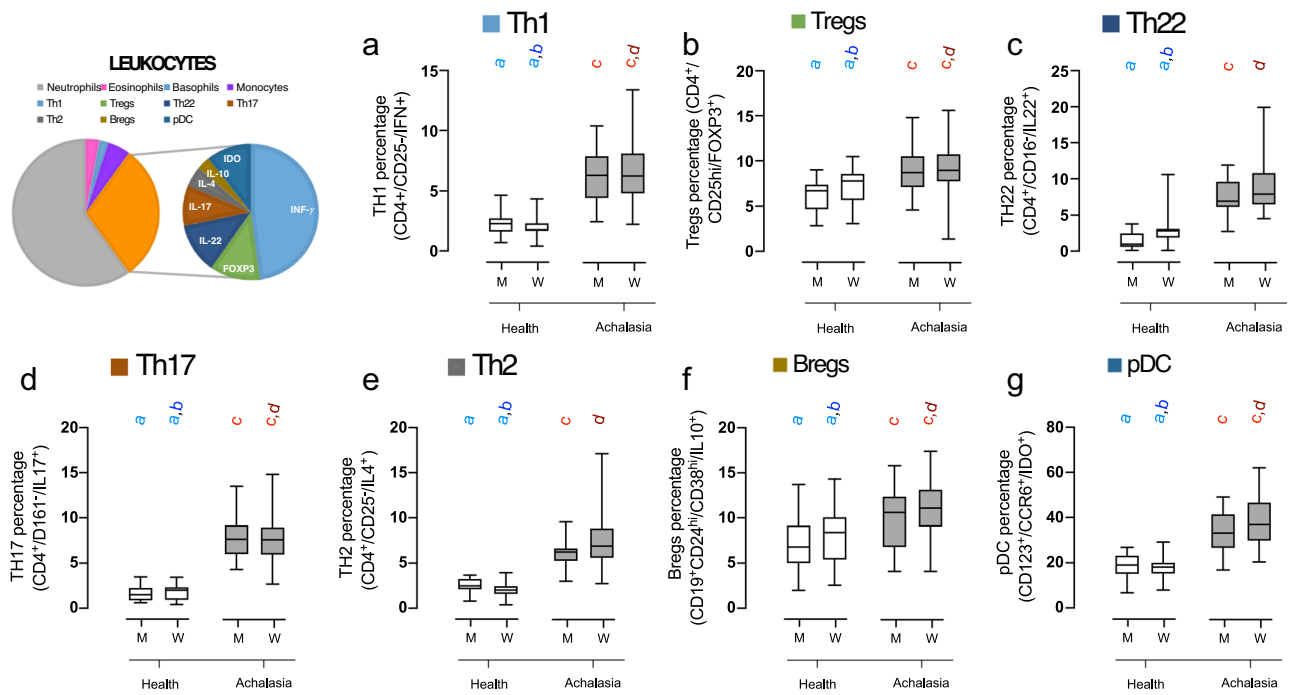 LEUKOCYTES
Neutrophils Eosinophils Basophils Monocytes
Th1 Tregs Th22 Th17
Th2 Bregs pDC
IDO
IL-10
IL-4
IL-17
IL-22
FOXP3
INF-γ
a
Th1
a a,b c c,d
TH1 percentage
(CD4+/CD25-/IFN+)
15
10
5
0
M W M W
Health Achalasia
b
Tregs
a a,b c c,d
Tregs percentage (CD4⁺/
CD25hi/FOXP3⁺)
20
15
10
5
0
M W M W
Health Achalasia
c
Th22
a a,b c d
TH22 percentage
(CD4⁺/CD16⁻/IL22⁺)
25
20
15
10
5
0
M W M W
Health Achalasia
d
Th17
a a,b c c,d
TH17 percentage
(CD4⁺/D161⁻/IL17⁺)
20
15
10
5
0
M W M W
Health Achalasia
e
Th2
a a,b c d
TH2 percentage
(CD4⁺/CD25⁻/IL4⁺)
20
15
10
5
0
M W M W
Health Achalasia
f
Bregs
a a,b c c,d
Bregs percentage
(CD19⁺CD24ʰⁱ/CD38ʰⁱ/IL10⁺)
20
15
10
5
0
M W M W
Health Achalasia
g
pDC
a a,b c c,d
pDC percentage
(CD123⁺/CCR6⁺/IDO⁺)
80
60
40
20
0
M W M W
Health Achalasia